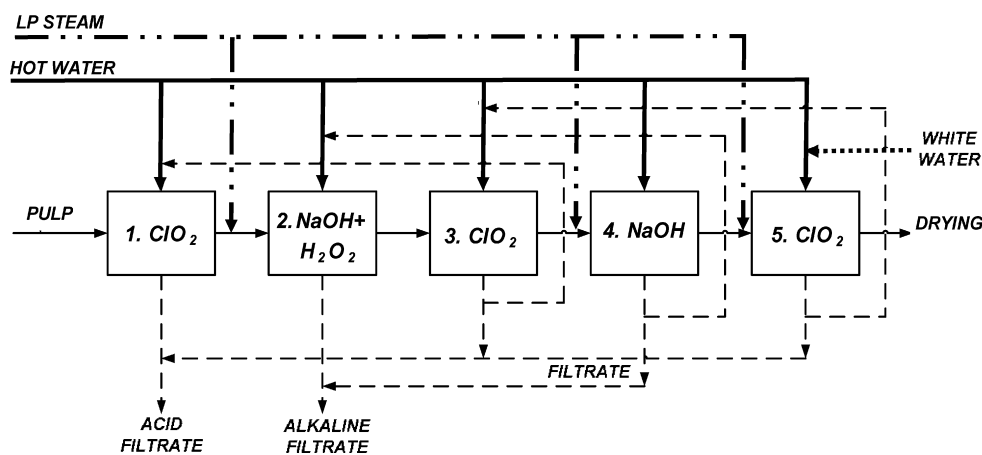 LP STEAM
HOT WATER
WHITE
WATER
PULP
1. ClO2
2. NaOH+
H2O2
3. ClO2
4. NaOH
5. ClO2
DRYING
FILTRATE
ACID
FILTRATE
ALKALINE
FILTRATE